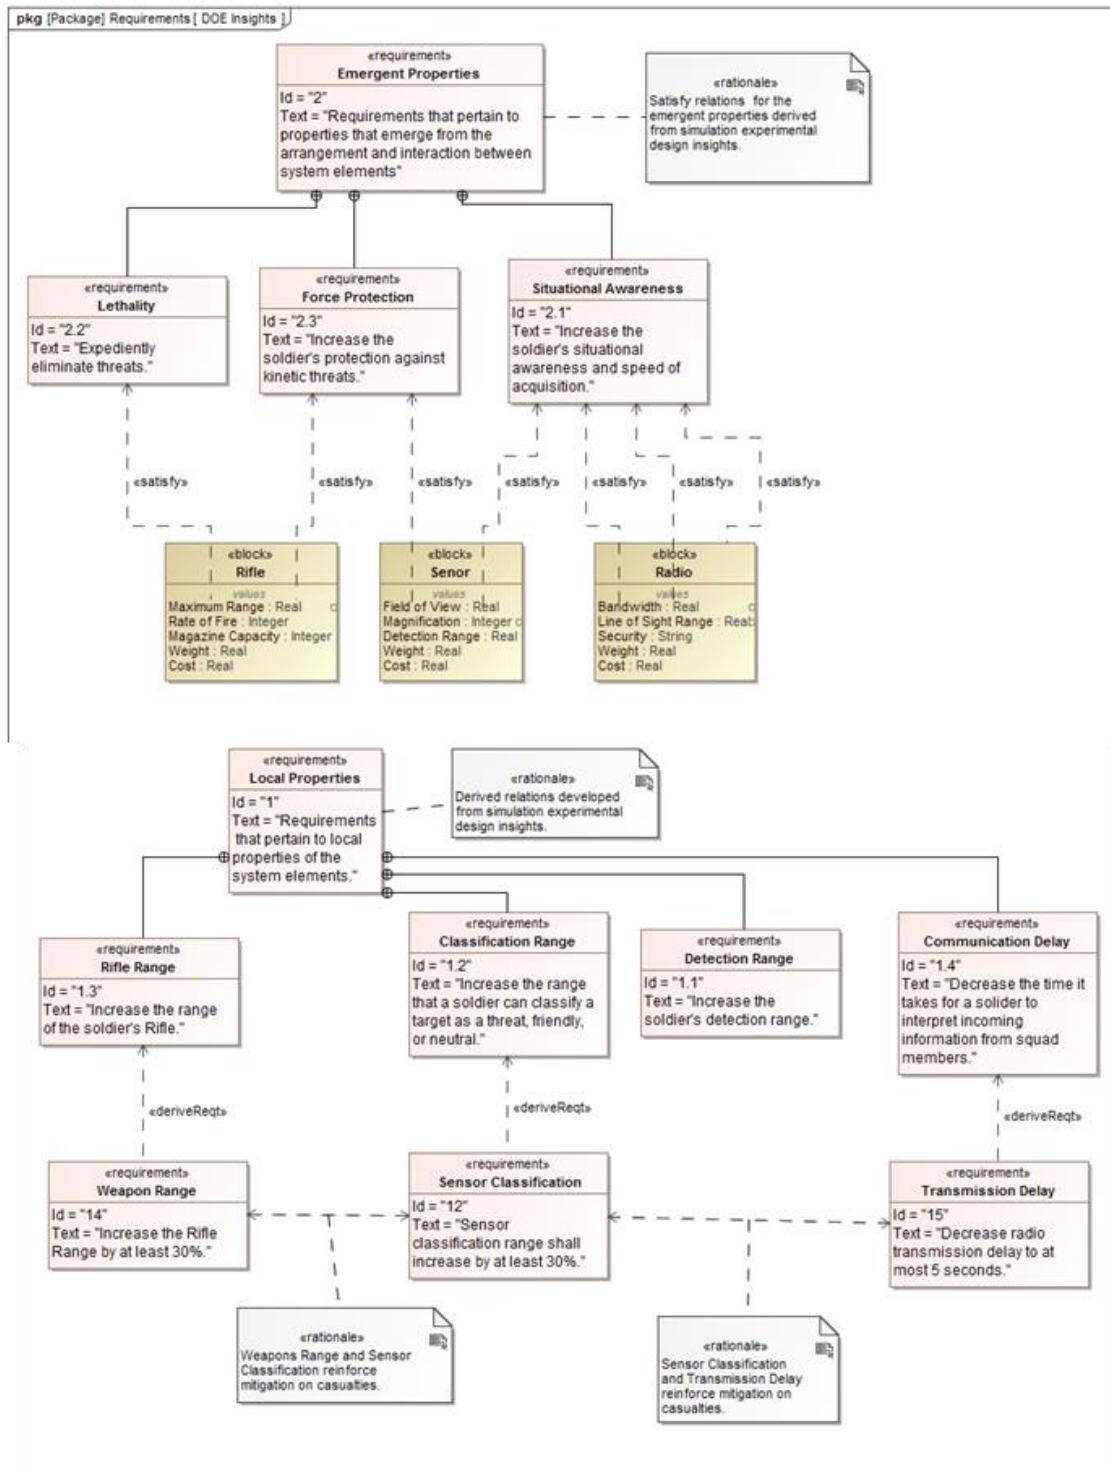 pkg [Package] Requirements [ DOE Insights ]
«requirement»
Emergent Properties
Id = "2"
Text = "Requirements that pertain to
properties that emerge from the
arrangement and interaction between
system elements"
«rationale»
Satisfy relations for the
emergent properties derived
from simulation experimental
design insights.
«requirement»
Lethality
Id = "2.2"
Text = "Expediently
eliminate threats."
«requirement»
Force Protection
Id = "2.3"
Text = "Increase the
soldier's protection against
kinetic threats."
«requirement»
Situational Awareness
Id = "2.1"
Text = "Increase the
soldier's situational
awareness and speed of
acquisition."
«satisfy»
«satisfy»
«satisfy»
«satisfy»
«satisfy»
«satisfy»
«satisfy»
«block»
Rifle
values
Maximum Range : Real
Rate of Fire : Integer
Magazine Capacity : Integer
Weight : Real
Cost : Real
«block»
Senor
values
Field of View : Real
Magnification : Integer
Detection Range : Real
Weight : Real
Cost : Real
«block»
Radio
values
Bandwidth : Real
Line of Sight Range : Real
Security : String
Weight : Real
Cost : Real
«requirement»
Local Properties
Id = "1"
Text = "Requirements
that pertain to local
properties of the
system elements."
«rationale»
Derived relations developed
from simulation experimental
design insights.
«requirement»
Rifle Range
Id = "1.3"
Text = "Increase the range
of the soldier's Rifle."
«requirement»
Classification Range
Id = "1.2"
Text = "Increase the range
that a soldier can classify a
target as a threat, friendly,
or neutral."
«requirement»
Detection Range
Id = "1.1"
Text = "Increase the
soldier's detection range."
«requirement»
Communication Delay
Id = "1.4"
Text = "Decrease the time it
takes for a solider to
interpret incoming
information from squad
members."
«deriveReqt»
«deriveReqt»
«deriveReqt»
«requirement»
Weapon Range
Id = "14"
Text = "Increase the Rifle
Range by at least 30%."
«requirement»
Sensor Classification
Id = "12"
Text = "Sensor
classification range shall
increase by at least 30%."
«requirement»
Transmission Delay
Id = "15"
Text = "Decrease radio
transmission delay to at
most 5 seconds."
«rationale»
Weapons Range and Sensor
Classification reinforce
mitigation on casualties.
«rationale»
Sensor Classification
and Transmission Delay
reinforce mitigation on
casualties.